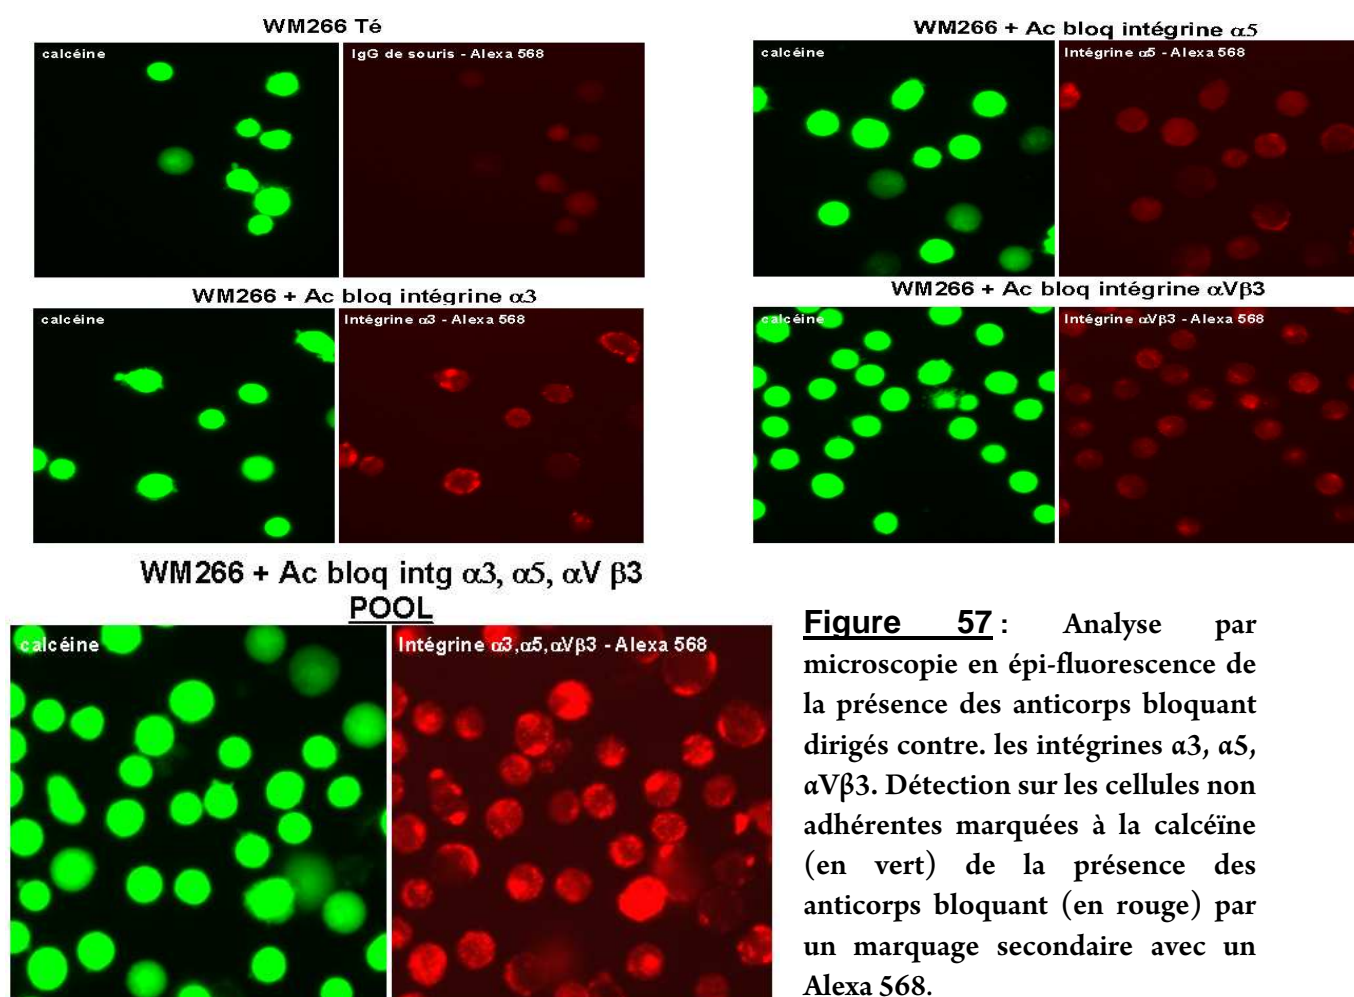 WM266 Té
calcéine
IgG de souris - Alexa 568
WM266 + Ac bloq intégrine α5
calcéine
Intégrine α5 - Alexa 568
WM266 + Ac bloq intégrine α3
calcéine
Intégrine α3 - Alexa 568
WM266 + Ac bloq intégrine αVβ3
calcéine
Intégrine αVβ3 - Alexa 568
WM266 + Ac bloq intg α3, α5, αV β3
POOL
calcéine
Intégrine α3,α5,αVβ3 - Alexa 568
Figure 57 : Analyse par
microscopie en épi-fluorescence de
la présence des anticorps bloquant
dirigés contre. les intégrines α3, α5,
αVβ3. Détection sur les cellules non
adhérentes marquées à la calcéïne
(en vert) de la présence des
anticorps bloquant (en rouge) par
un marquage secondaire avec un
Alexa 568.